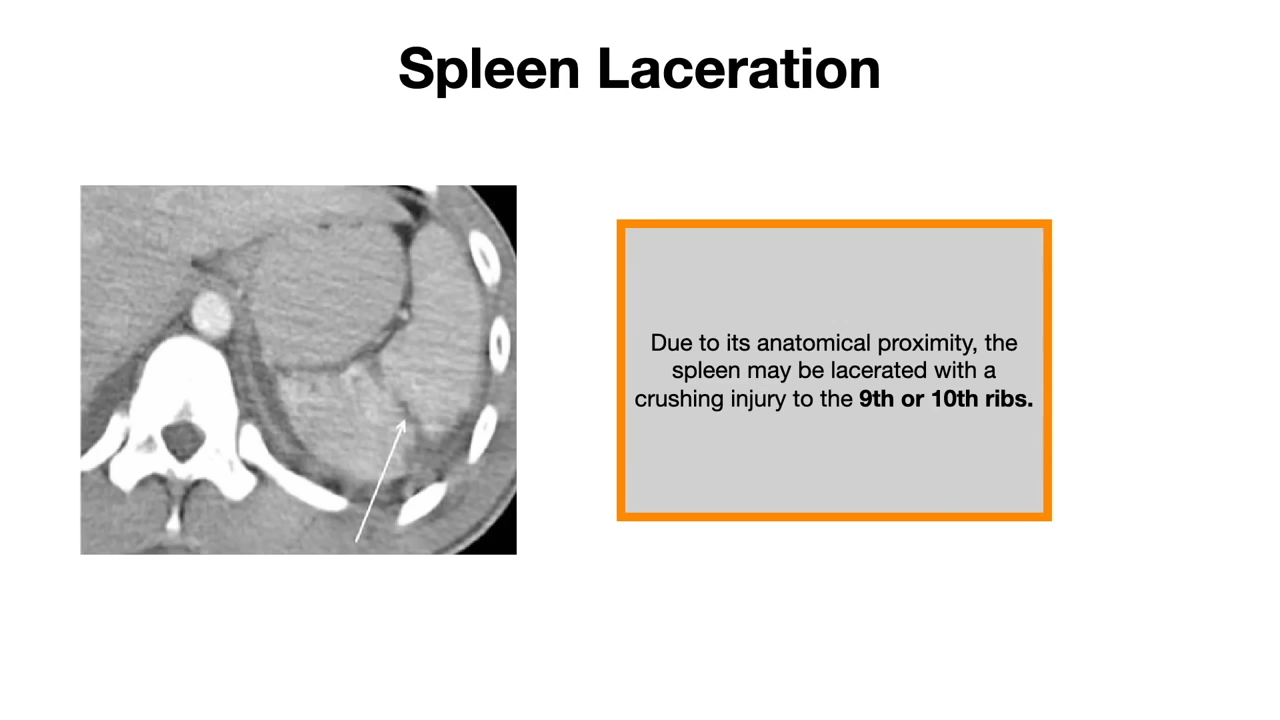 Spleen Laceration
Due to its anatomical proximity, the
spleen may be lacerated with a
crushing injury to the 9th or 10th ribs.